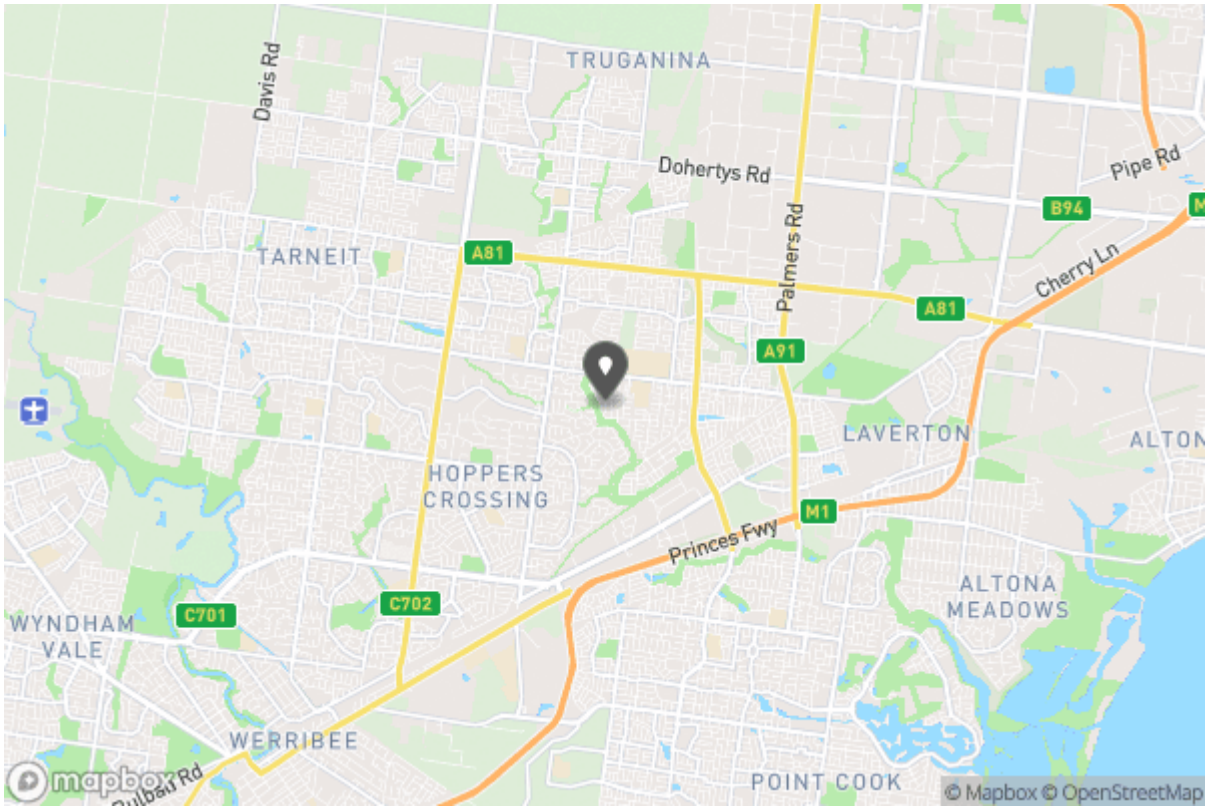 TRUGANINA
Davis Rd
Dohertys Rd
Pipe Rd
B94
M
Palmers Rd
TARNEIT
A81
Cherry Ln
A81
A91
LAVERTON
ALTON
HOPPERS
CROSSING
M1
Princes Fwy
ALTONA
MEADOWS
C702
C701
WYNDHAM
VALE
WERRIBEE
mapbox
Bulban Rd
POINT COOK
© Mapbox © OpenStreetMap